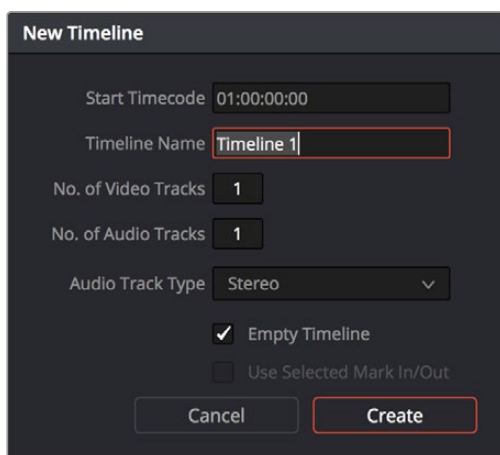 New Timeline
Start Timecode 01:00:00:00
Timeline Name Timeline 1
No. of Video Tracks 1
No. of Audio Tracks 1
Audio Track Type Stereo
Empty Timeline
Use Selected Mark In/Out
Cancel Create